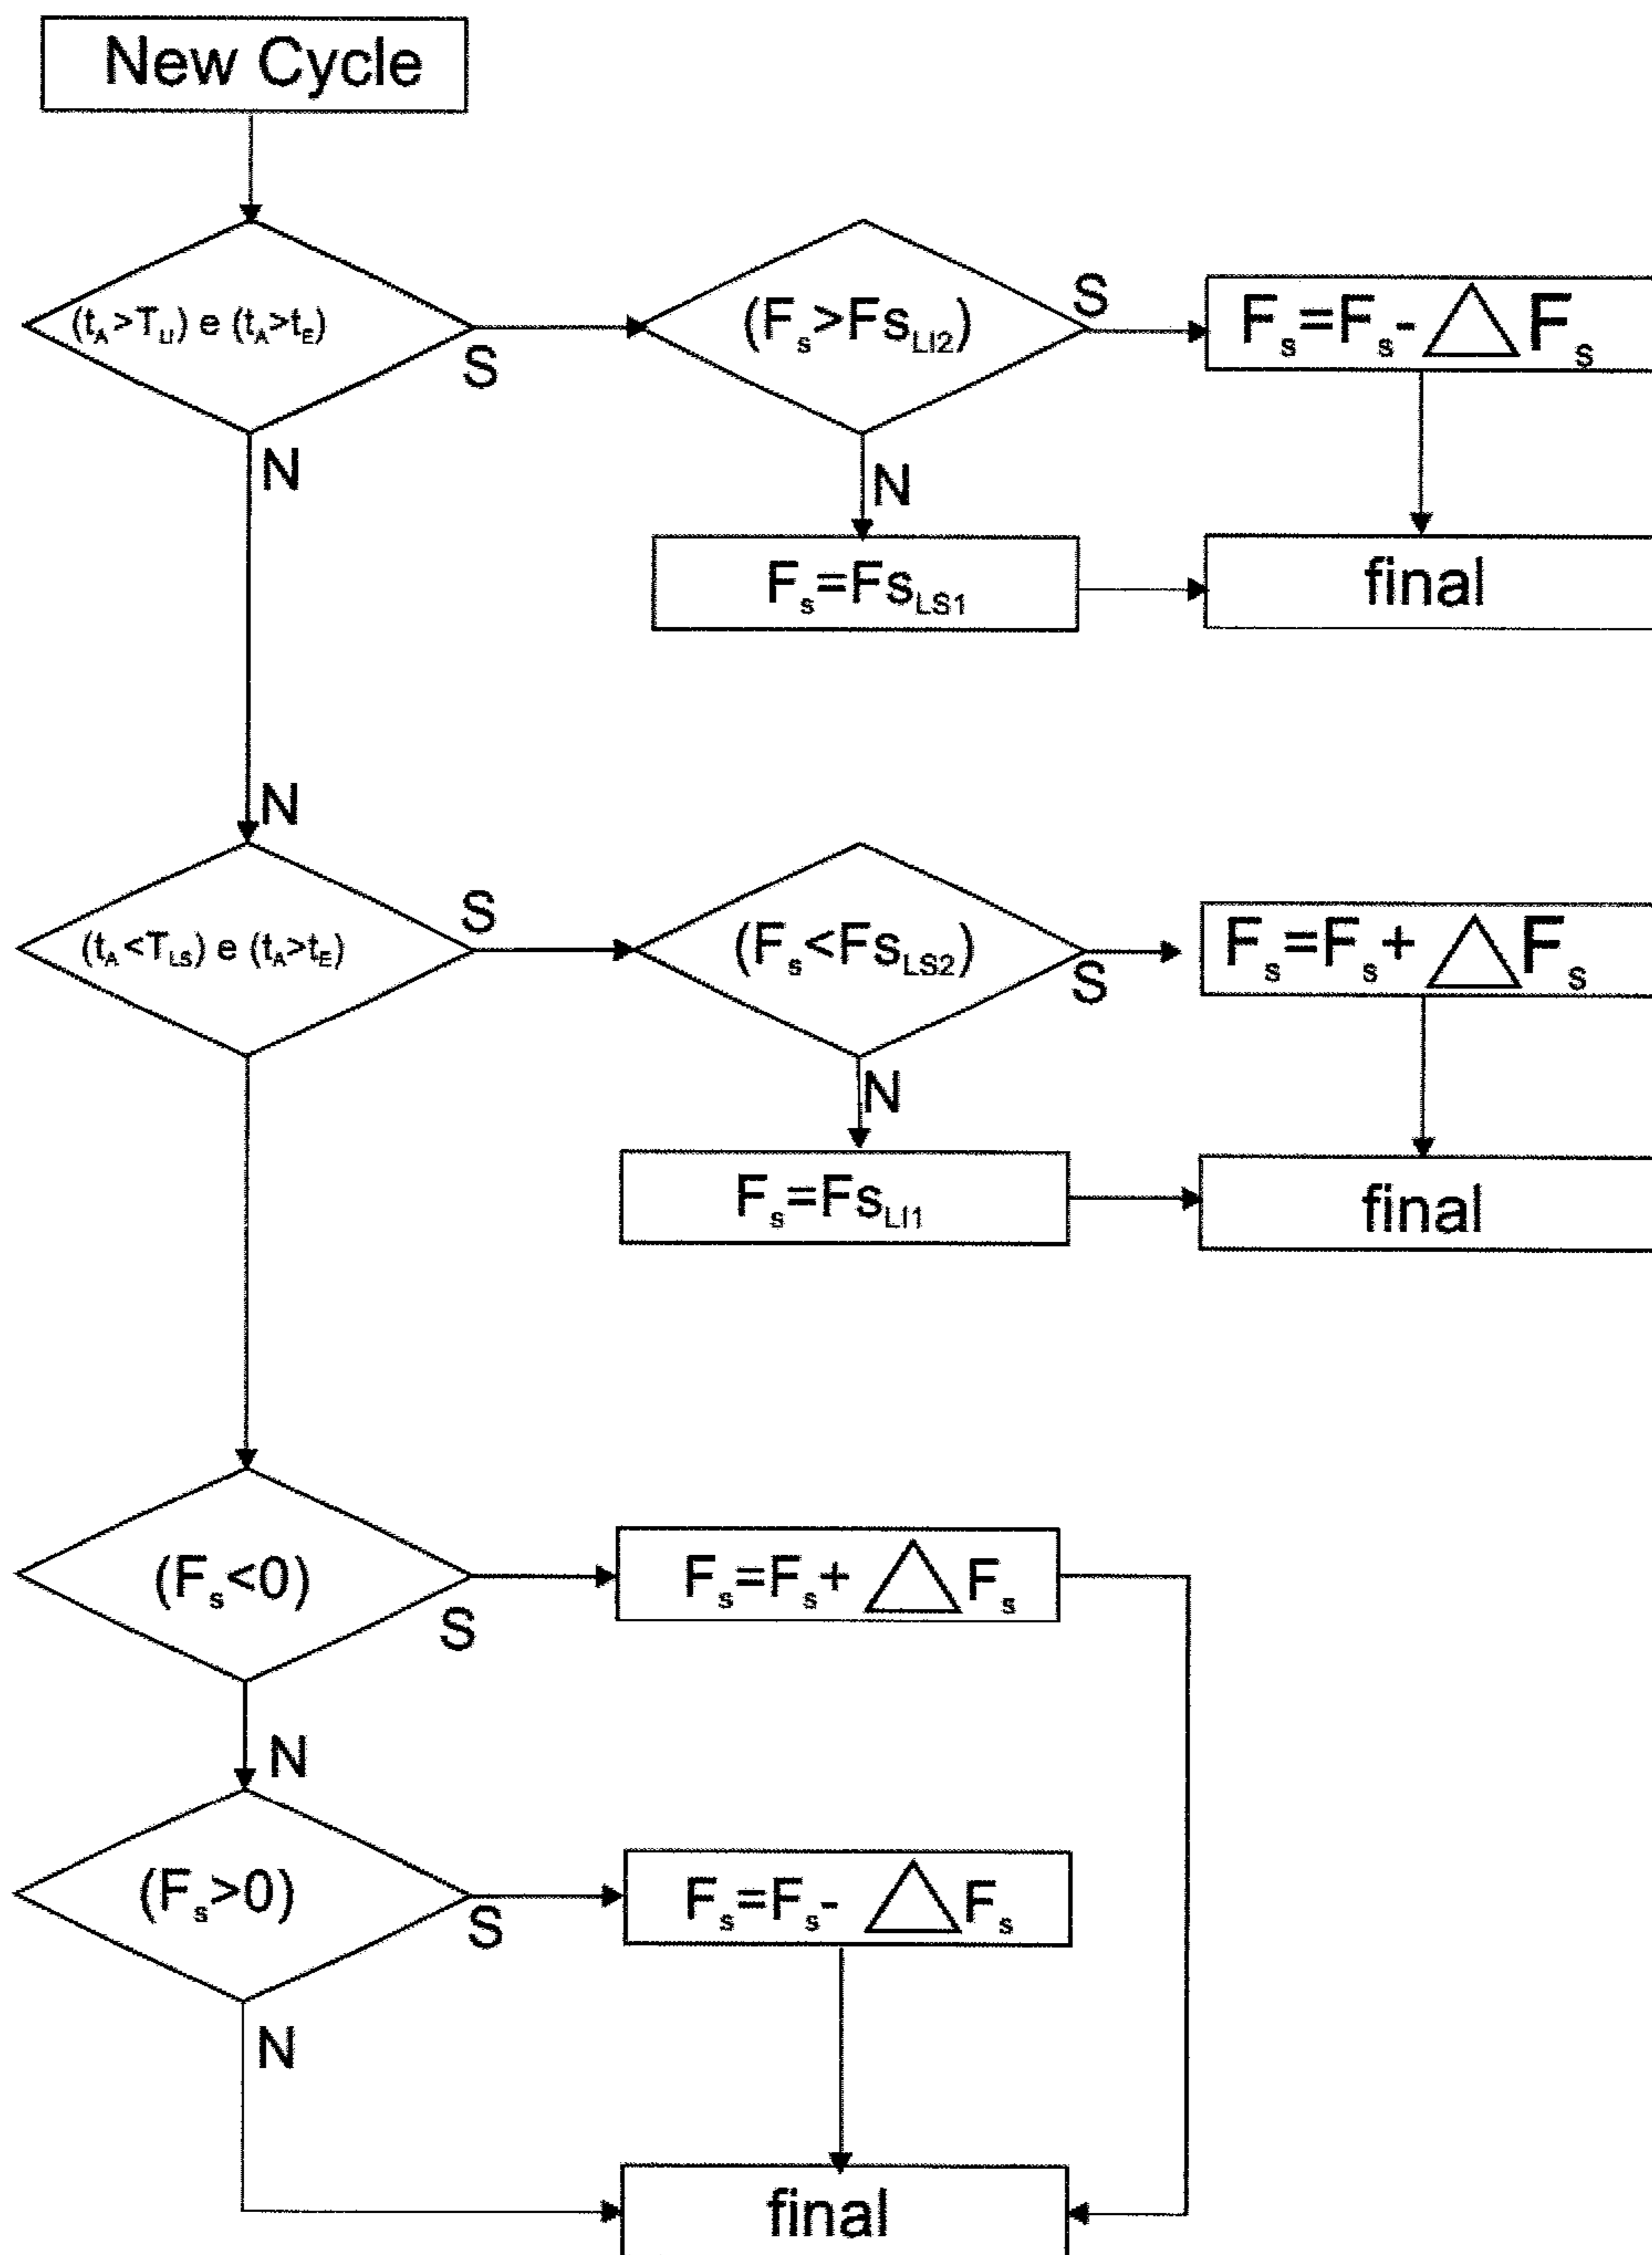 New Cycle
(tA>TLI) e (tA>tE)
S
(Fs>FsLI2)
S
Fs=Fs-△Fs
N
N
Fs=FsLS1
final
N
(tA<TLS) e (tA>tE)
S
(Fs<FsLS2)
S
Fs=Fs+△Fs
N
Fs=FsLI1
final
(Fs<0)
S
Fs=Fs+△Fs
N
(Fs>0)
S
Fs=Fs-△Fs
N
final